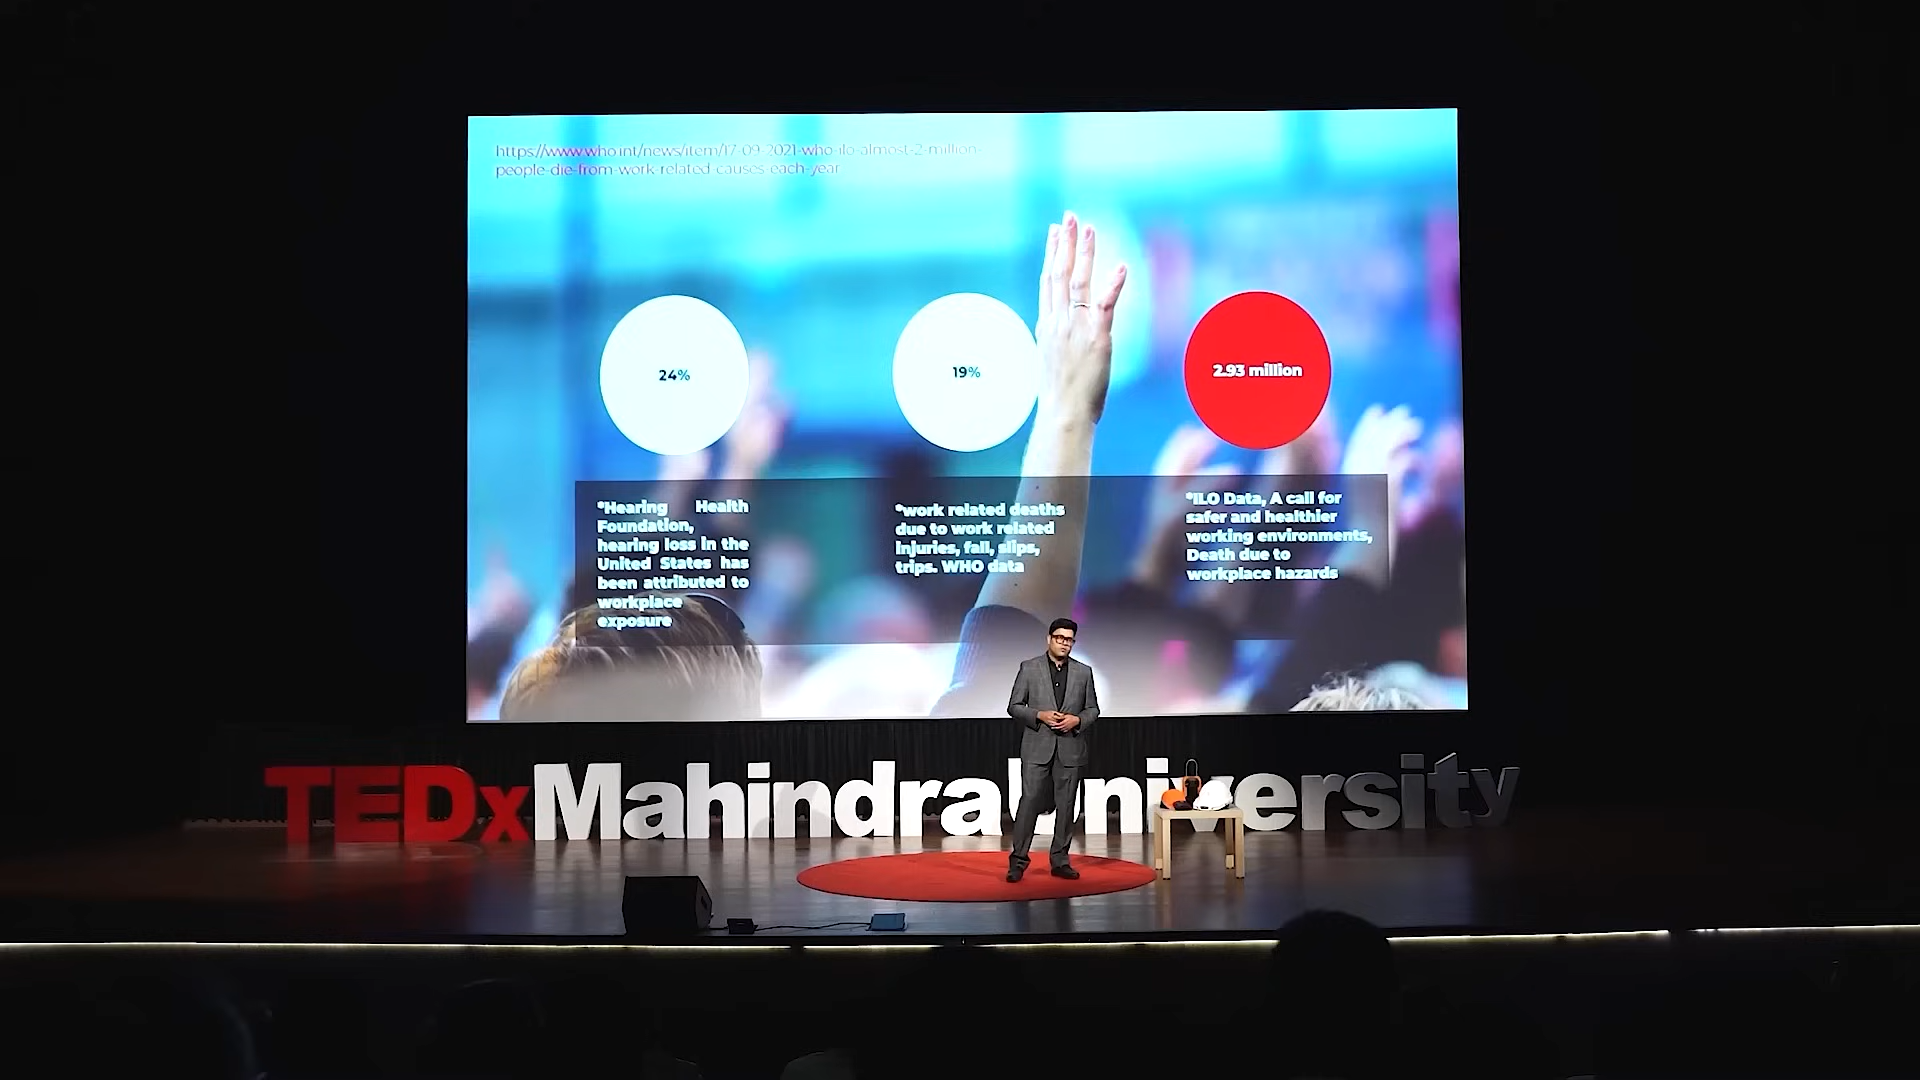 https://www.who.int/news/item/17-09-2021-who-ilo-almost-2-million-
people-die-from-work-related-causes-each-year
24%
19%
2.93 million
*Hearing Health
Foundation,
hearing loss in the
United States has
been attributed to
workplace
exposure
*work related deaths
due to work related
injuries, fall, slips,
trips. WHO data
*ILO Data, A call for
safer and healthier
working environments,
Death due to
workplace hazards
TEDxMahindraUniversity